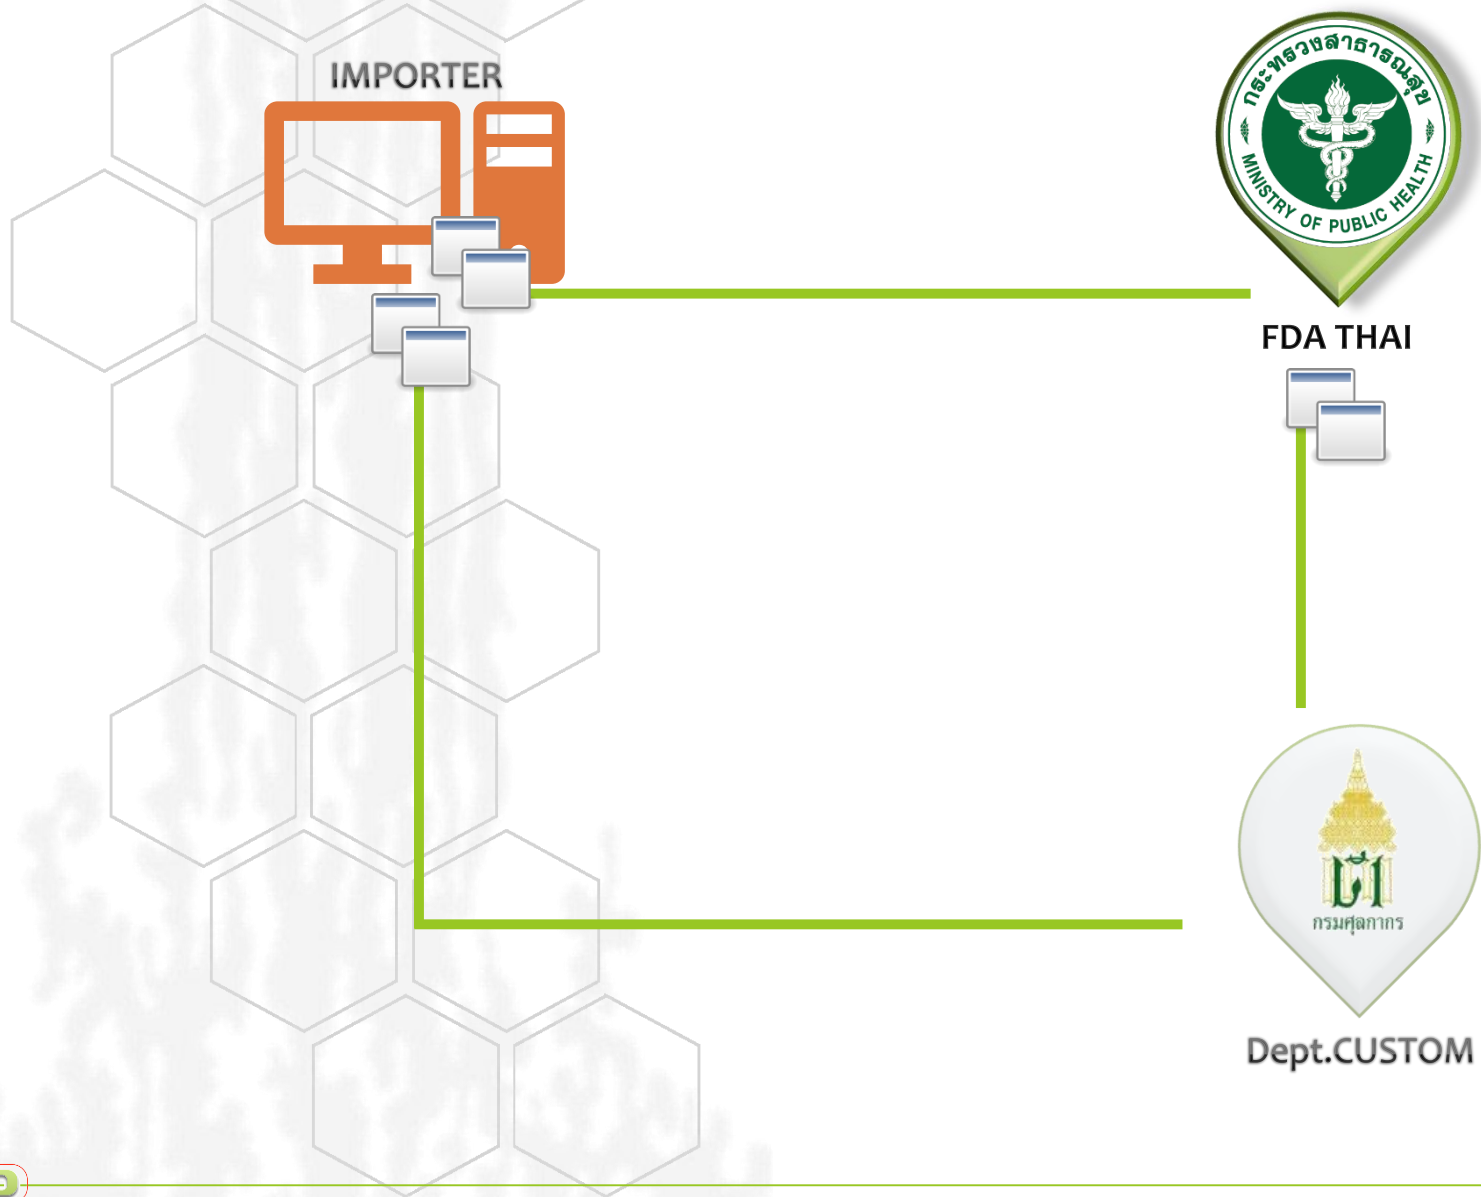 IMPORTER
กระทรวงสาธารณสุข
MINISTRY OF PUBLIC HEALTH
FDA THAI
กรมศุลกากร
Dept.CUSTOM